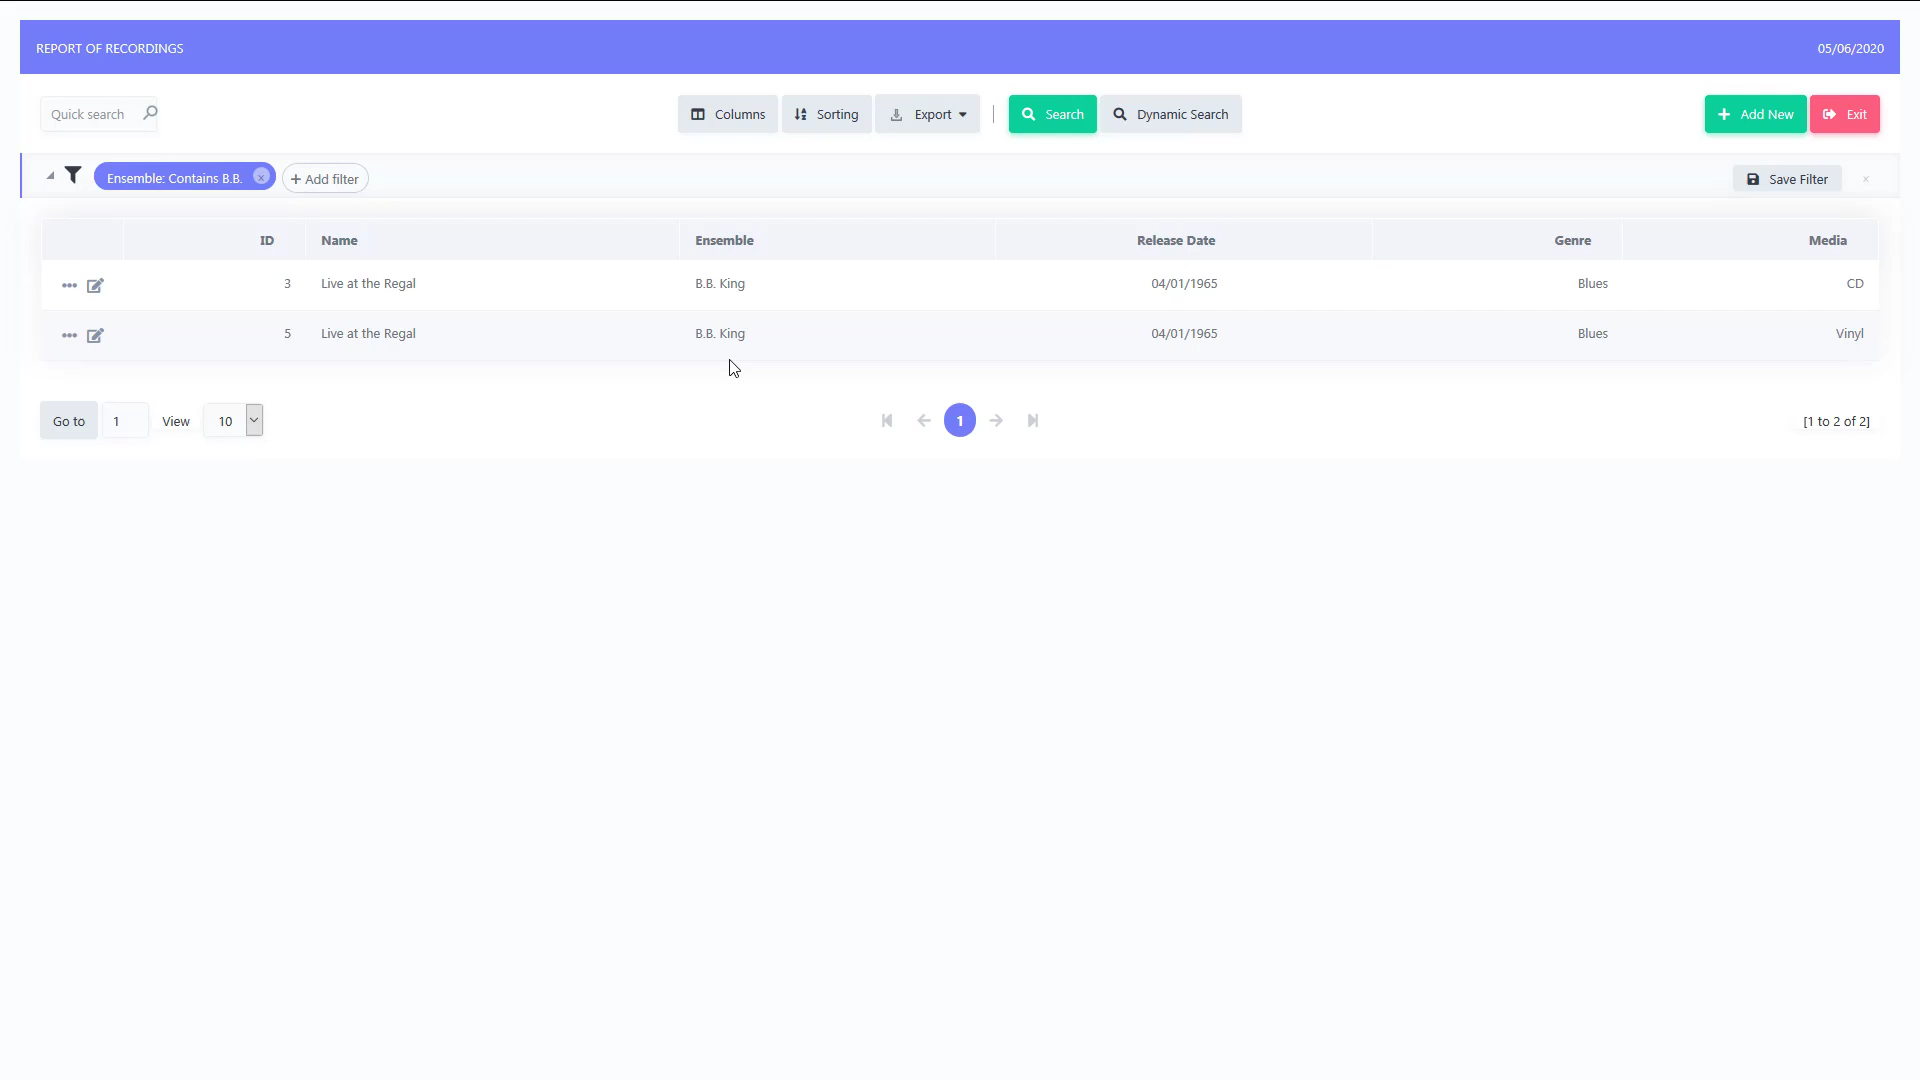 REPORT OF RECORDINGS 05/06/2020
Quick search Columns Sorting Export Search Dynamic Search Add New Exit
Ensemble: Contains B.B. × + Add filter Save Filter ×
ID Name Ensemble Release Date Genre Media
3 Live at the Regal B.B. King 04/01/1965 Blues CD
5 Live at the Regal B.B. King 04/01/1965 Blues Vinyl
Go to 1 View 10 1 [1 to 2 of 2]